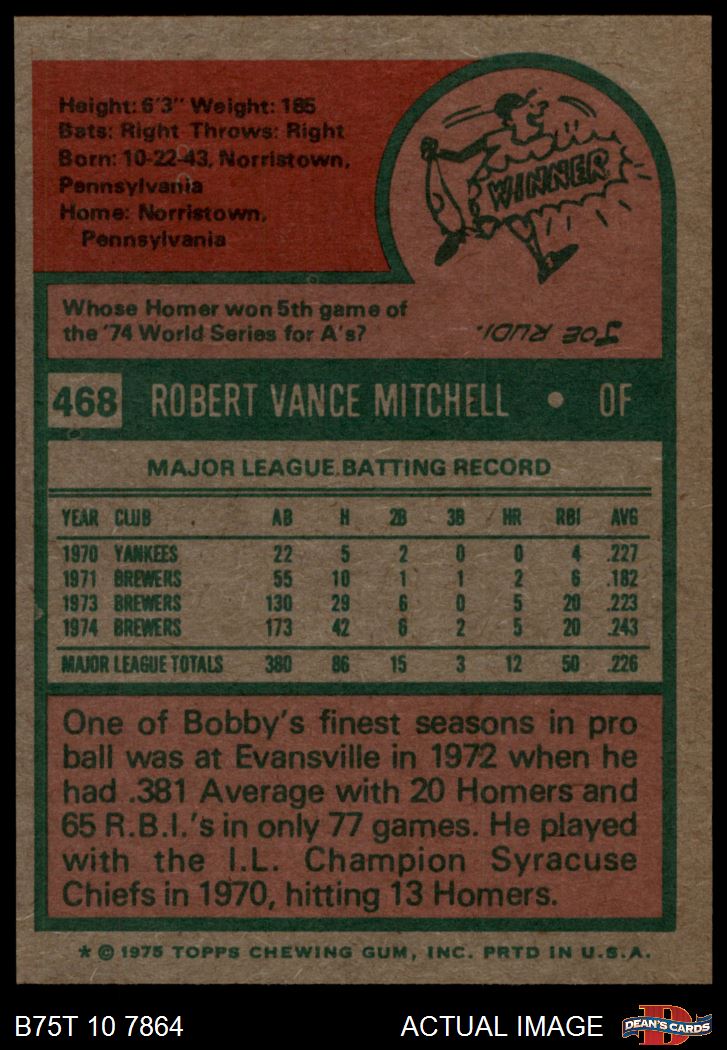 Height: 6'3" Weight: 185
Bats: Right Throws: Right
Born: 10-22-43, Norristown,
Pennsylvania
Home: Norristown,
Pennsylvania
WINNER
Whose Homer won 5th game of
the '74 World Series for A's?
JOE RUDI.
468 ROBERT VANCE MITCHELL • OF
MAJOR LEAGUE BATTING RECORD
YEAR CLUB AB H 2B 3B HR RBI AVG
1970 YANKEES 22 5 2 0 0 4 .227
1971 BREWERS 55 10 1 1 2 6 .182
1973 BREWERS 130 29 6 0 5 20 .223
1974 BREWERS 173 42 6 2 5 20 .243
MAJOR LEAGUE TOTALS 380 86 15 3 12 50 .226
One of Bobby's finest seasons in pro
ball was at Evansville in 1972 when he
had .381 Average with 20 Homers and
65 R.B.I.'s in only 77 games. He played
with the I.L. Champion Syracuse
Chiefs in 1970, hitting 13 Homers.
* © 1975 TOPPS CHEWING GUM, INC. PRTD IN U.S.A.
B75T 10 7864 ACTUAL IMAGE D DEAN'S CARDS